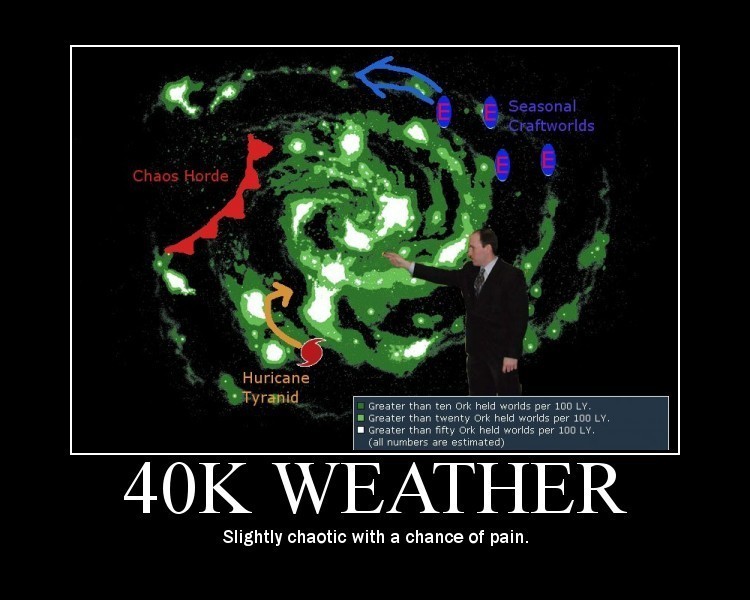 Seasonal
Craftworlds
E E
E E
Chaos Horde
Huricane
Tyranid
Greater than ten Ork held worlds per 100 LY.
Greater than twenty Ork held worlds per 100 LY.
Greater than fifty Ork held worlds per 100 LY.
(all numbers are estimated)
40K WEATHER
Slightly chaotic with a chance of pain.